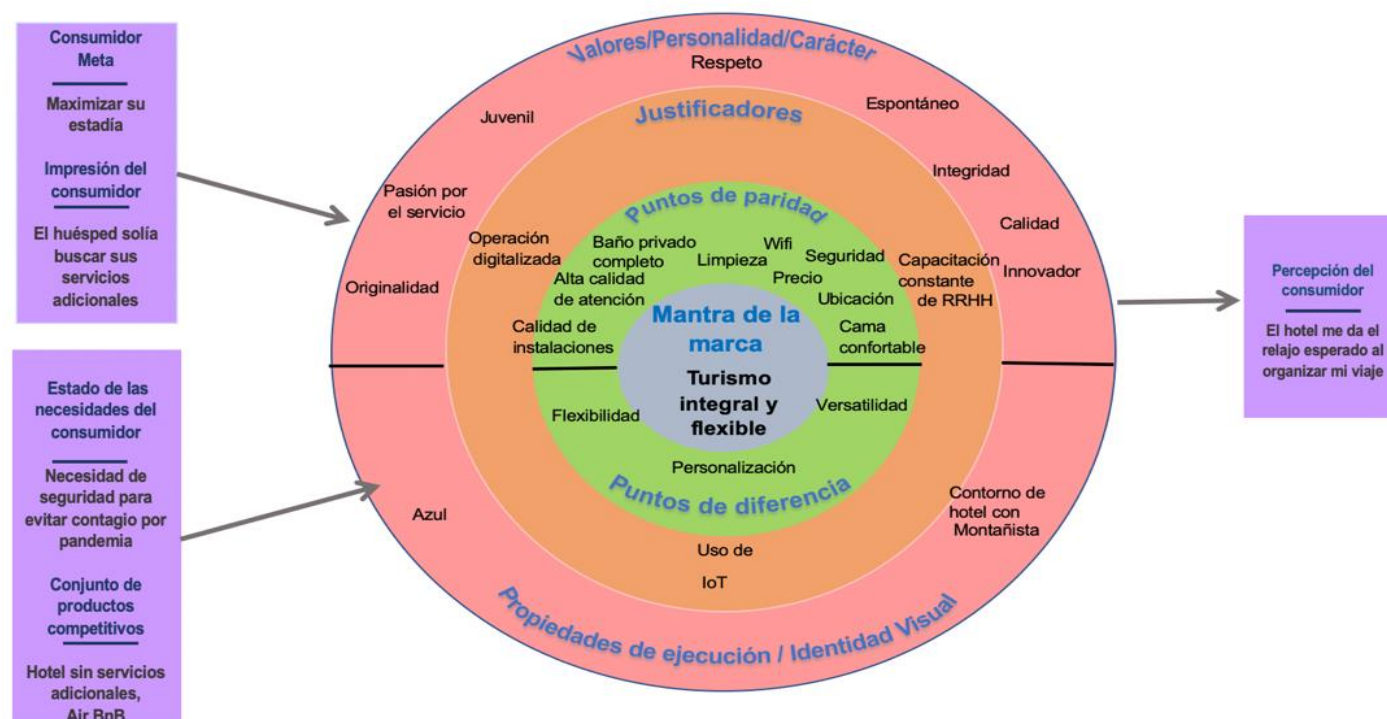 Consumidor
Meta
Maximizar su
estadía
Impresión del
consumidor
El huésped solía
buscar sus
servicios
adicionales
Estado de las
necesidades del
consumidor
Necesidad de
seguridad para
evitar contagio por
pandemia
Conjunto de
productos
competitivos
Hotel sin servicios
adicionales,
Air BnB
Valores/Personalidad/Carácter
Respeto
Juvenil
Espontáneo
Pasión por
el servicio
Integridad
Calidad
Originalidad
Innovador
Justificadores
Operación
digitalizada
Capacitación
constante
de RRHH
Puntos de paridad
Baño privado
completo
Wifi
Limpieza
Seguridad
Alta calidad
de atención
Precio
Ubicación
Calidad de
instalaciones
Cama
confortable
Mantra de la
marca
Turismo
integral y
flexible
Flexibilidad
Versatilidad
Personalización
Puntos de diferencia
Uso de
IoT
Azul
Contorno de
hotel con
Montañista
Propiedades de ejecución / Identidad Visual
Percepción del
consumidor
El hotel me da el
relajo esperado al
organizar mi viaje